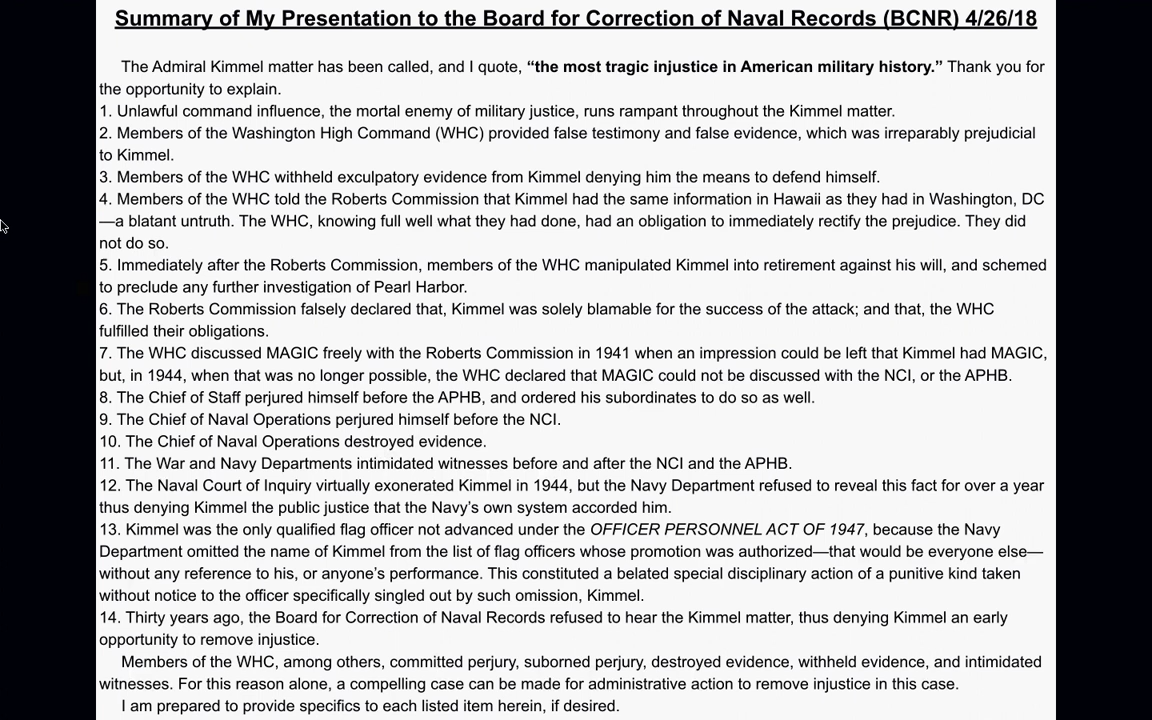 Summary of My Presentation to the Board for Correction of Naval Records (BCNR) 4/26/18
The Admiral Kimmel matter has been called, and I quote, “the most tragic injustice in American military history.” Thank you for
the opportunity to explain.
1. Unlawful command influence, the mortal enemy of military justice, runs rampant throughout the Kimmel matter.
2. Members of the Washington High Command (WHC) provided false testimony and false evidence, which was irreparably prejudicial
to Kimmel.
3. Members of the WHC withheld exculpatory evidence from Kimmel denying him the means to defend himself.
4. Members of the WHC told the Roberts Commission that Kimmel had the same information in Hawaii as they had in Washington, DC
—a blatant untruth. The WHC, knowing full well what they had done, had an obligation to immediately rectify the prejudice. They did
not do so.
5. Immediately after the Roberts Commission, members of the WHC manipulated Kimmel into retirement against his will, and schemed
to preclude any further investigation of Pearl Harbor.
6. The Roberts Commission falsely declared that, Kimmel was solely blamable for the success of the attack; and that, the WHC
fulfilled their obligations.
7. The WHC discussed MAGIC freely with the Roberts Commission in 1941 when an impression could be left that Kimmel had MAGIC,
but, in 1944, when that was no longer possible, the WHC declared that MAGIC could not be discussed with the NCI, or the APHB.
8. The Chief of Staff perjured himself before the APHB, and ordered his subordinates to do so as well.
9. The Chief of Naval Operations perjured himself before the NCI.
10. The Chief of Naval Operations destroyed evidence.
11. The War and Navy Departments intimidated witnesses before and after the NCI and the APHB.
12. The Naval Court of Inquiry virtually exonerated Kimmel in 1944, but the Navy Department refused to reveal this fact for over a year
thus denying Kimmel the public justice that the Navy’s own system accorded him.
13. Kimmel was the only qualified flag officer not advanced under the OFFICER PERSONNEL ACT OF 1947, because the Navy
Department omitted the name of Kimmel from the list of flag officers whose promotion was authorized—that would be everyone else—
without any reference to his, or anyone’s performance. This constituted a belated special disciplinary action of a punitive kind taken
without notice to the officer specifically singled out by such omission, Kimmel.
14. Thirty years ago, the Board for Correction of Naval Records refused to hear the Kimmel matter, thus denying Kimmel an early
opportunity to remove injustice.
Members of the WHC, among others, committed perjury, suborned perjury, destroyed evidence, withheld evidence, and intimidated
witnesses. For this reason alone, a compelling case can be made for administrative action to remove injustice in this case.
I am prepared to provide specifics to each listed item herein, if desired.